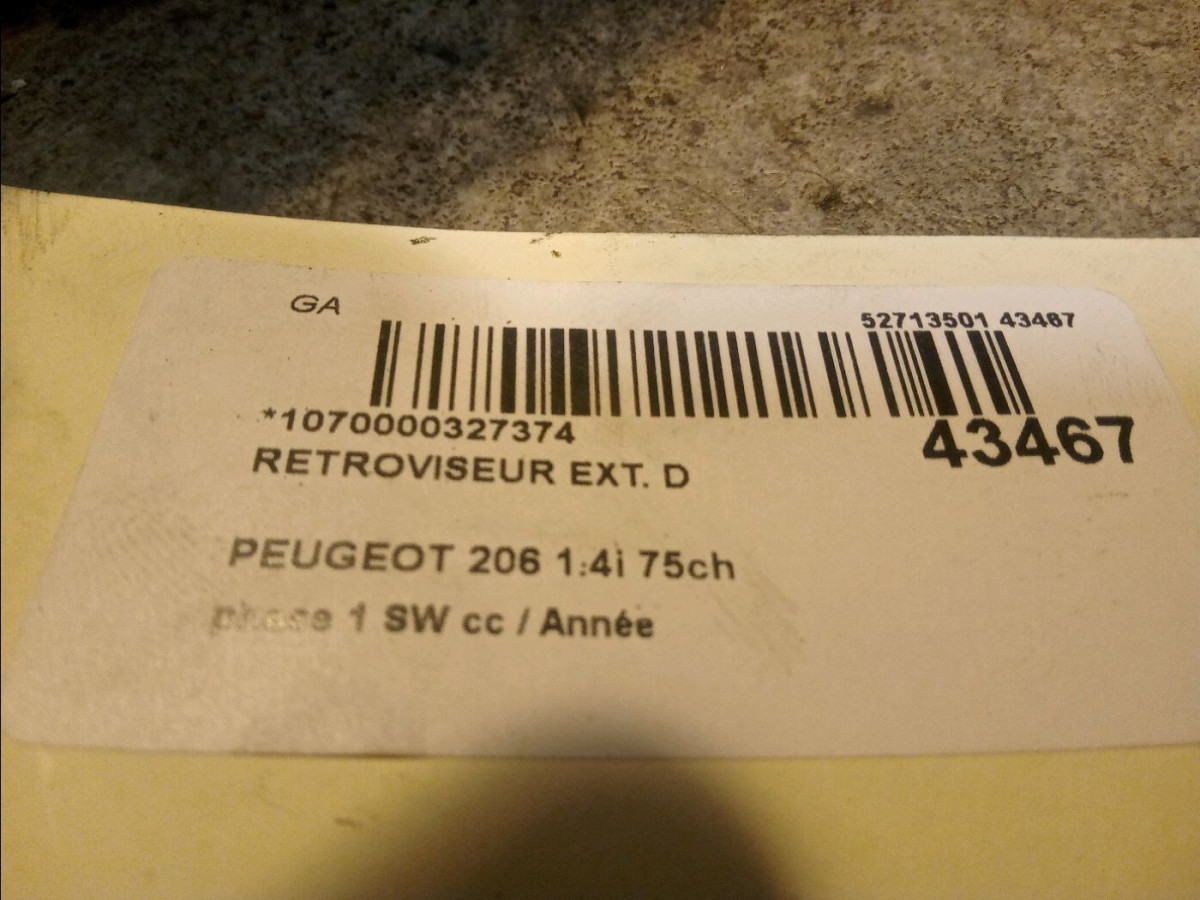 GA
52713501 43467
*1070000327374
43467
RETROVISEUR EXT. D
PEUGEOT 206 1.4i 75ch
phase 1 SW cc / Année